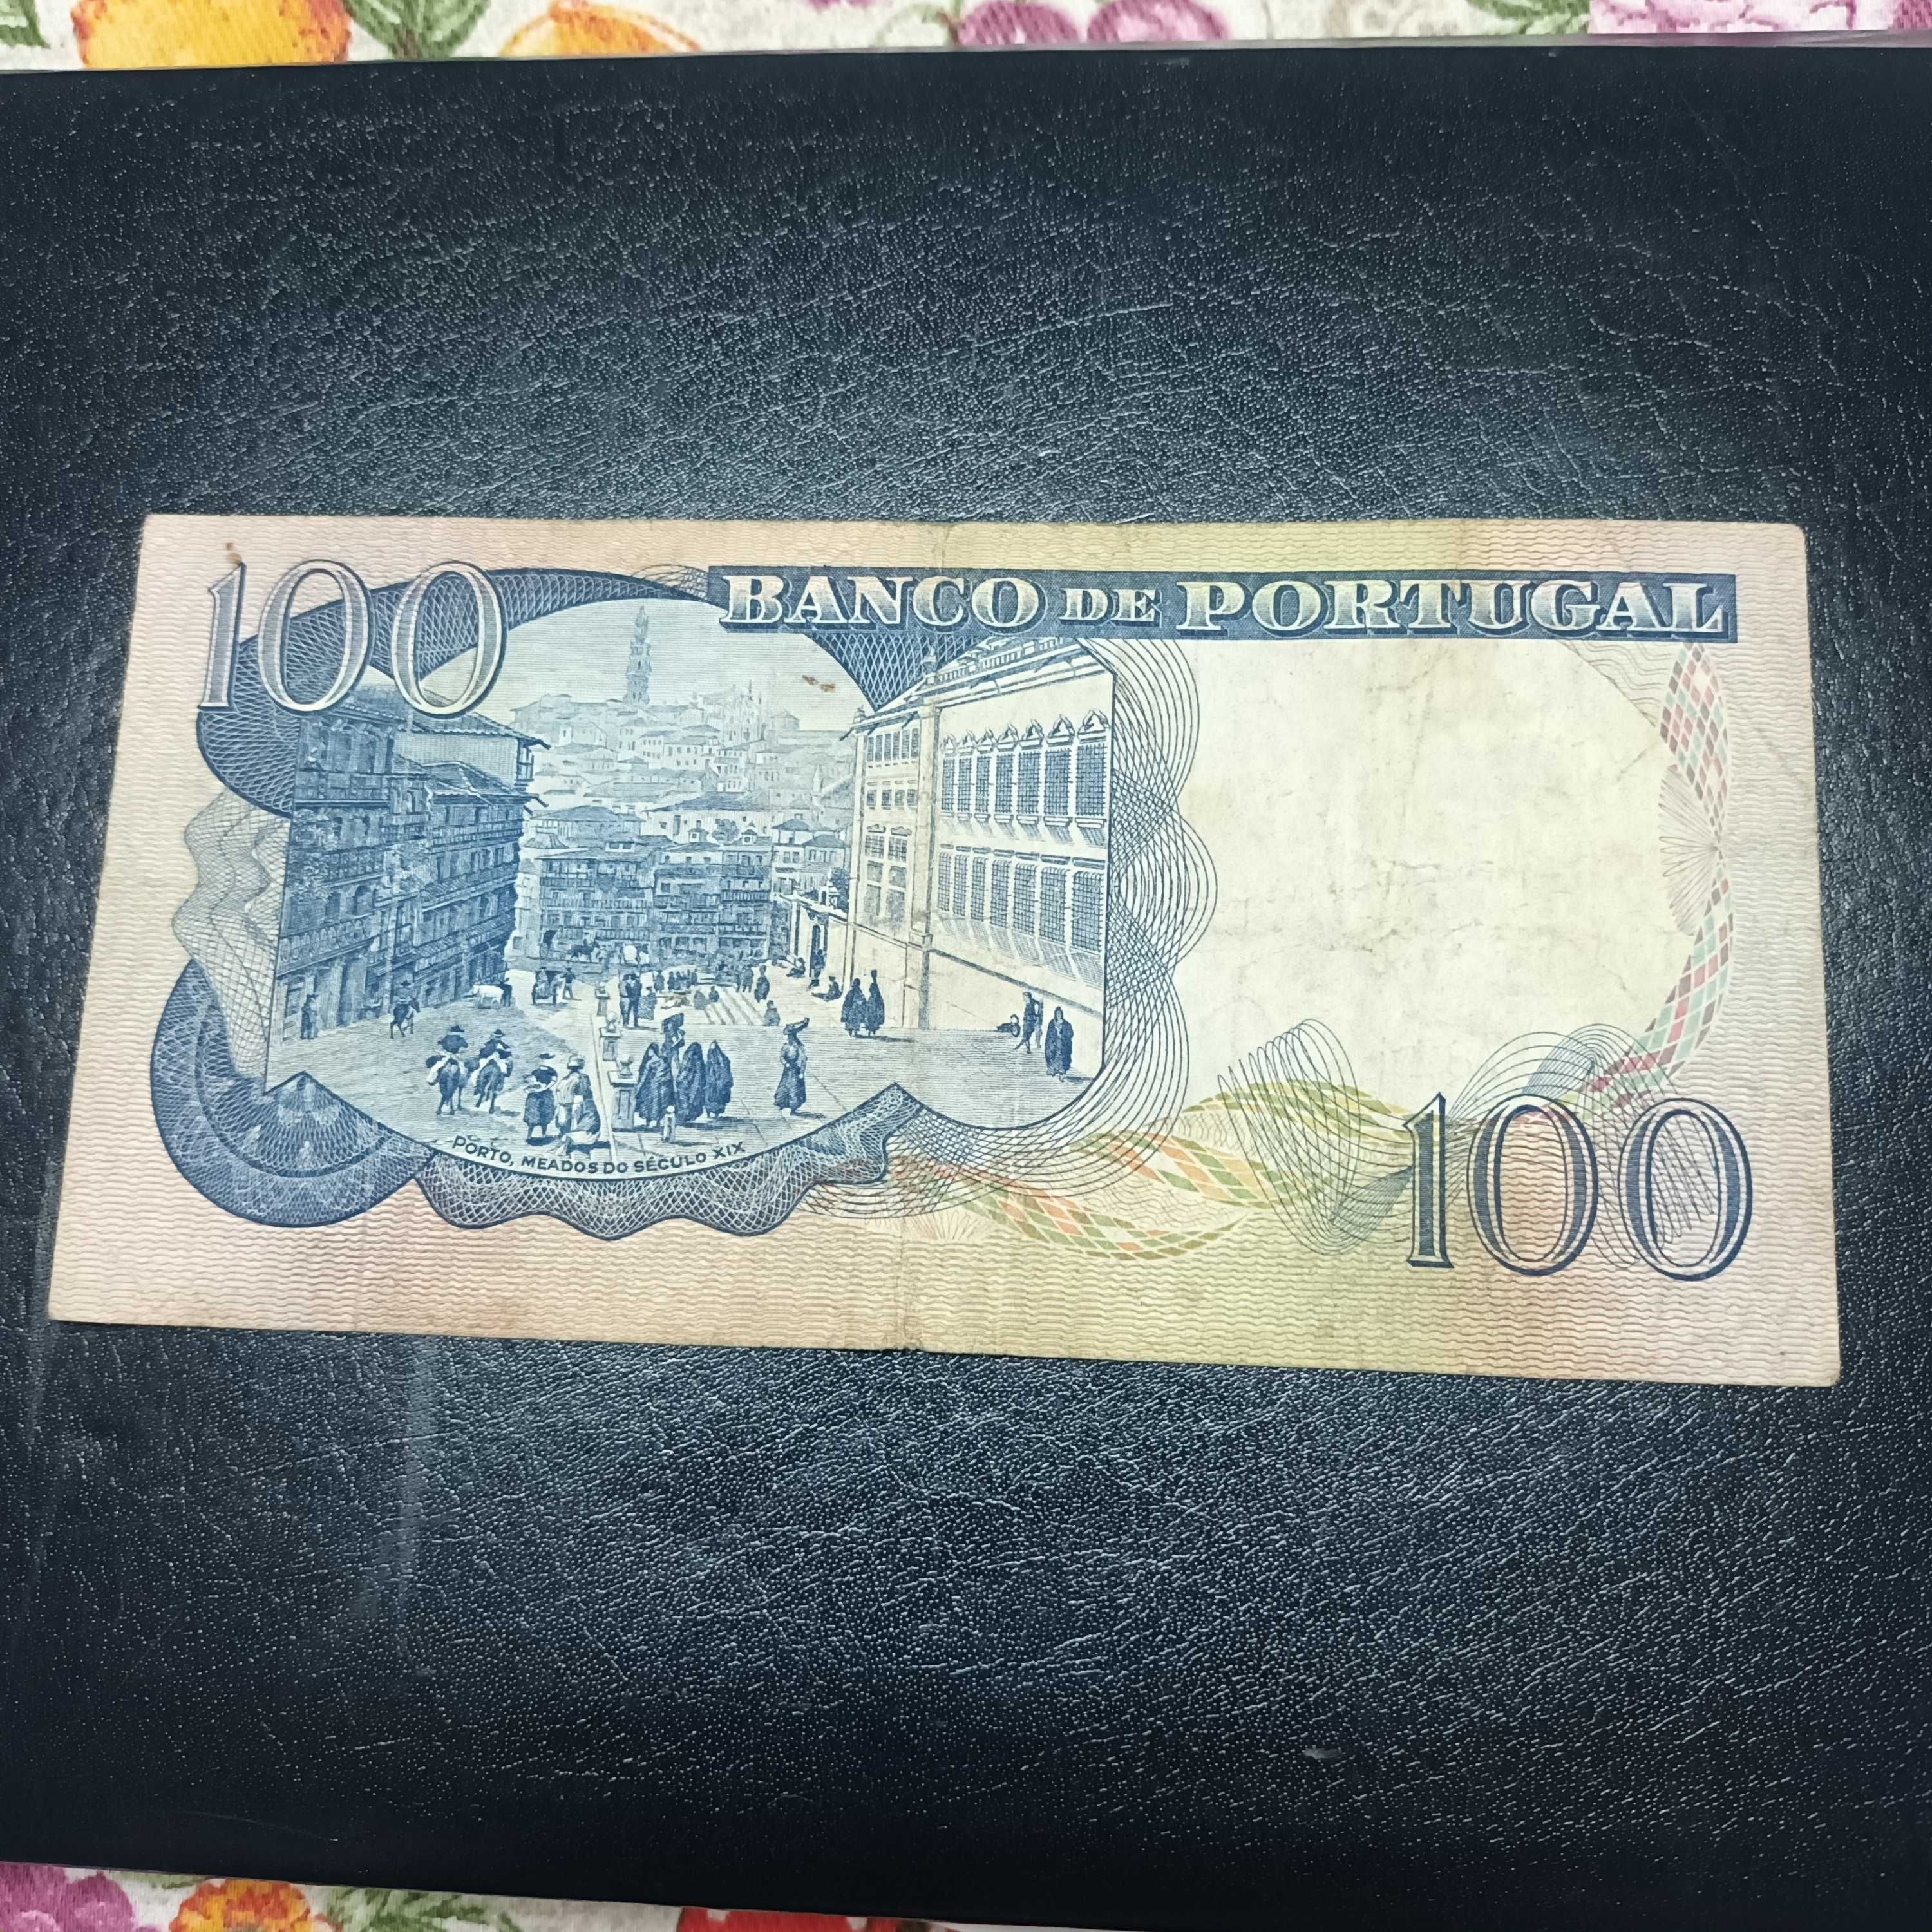 100
BANCO DE PORTUGAL
PORTO, MEADOS DO SÉCULO XIX
100